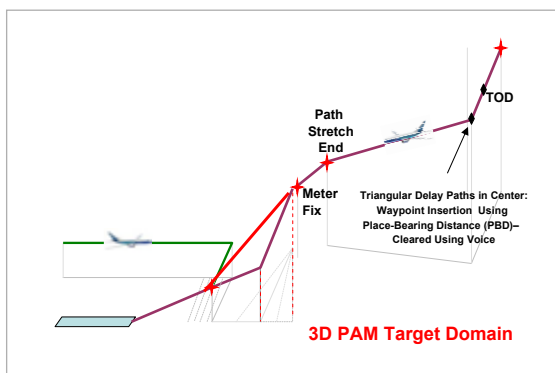 TOD
Path
Stretch
End
Meter
Fix
Triangular Delay Paths in Center:
Waypoint Insertion Using
Place-Bearing Distance (PBD)–
Cleared Using Voice
3D PAM Target Domain